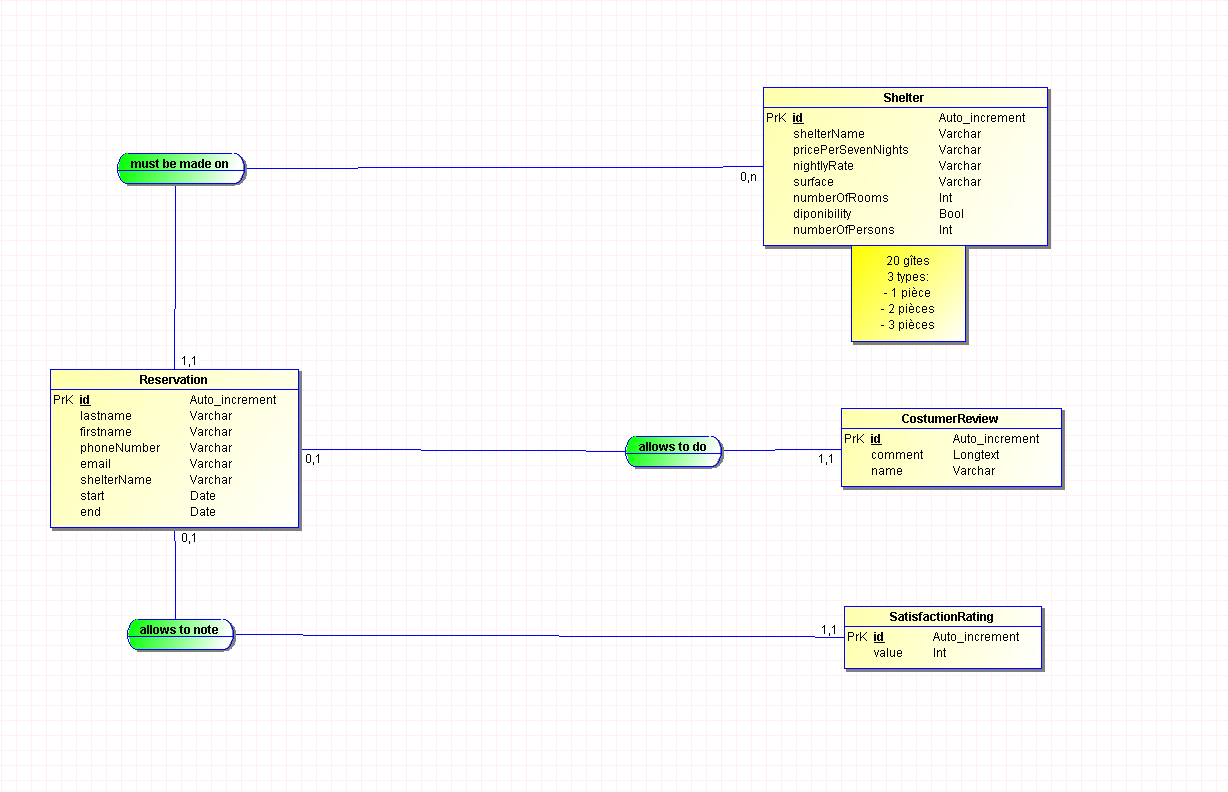 Shelter
PrK id Auto_increment
shelterName Varchar
pricePerSevenNights Varchar
nightlyRate Varchar
surface Varchar
numberOfRooms Int
diponibility Bool
numberOfPersons Int
must be made on
0,n
20 gîtes
3 types:
- 1 pièce
- 2 pièces
- 3 pièces
1,1
Reservation
PrK id Auto_increment
lastname Varchar
firstname Varchar
phoneNumber Varchar
email Varchar
shelterName Varchar
start Date
end Date
0,1
allows to do
1,1
CostumerReview
PrK id Auto_increment
comment Longtext
name Varchar
0,1
allows to note
1,1
SatisfactionRating
PrK id Auto_increment
value Int